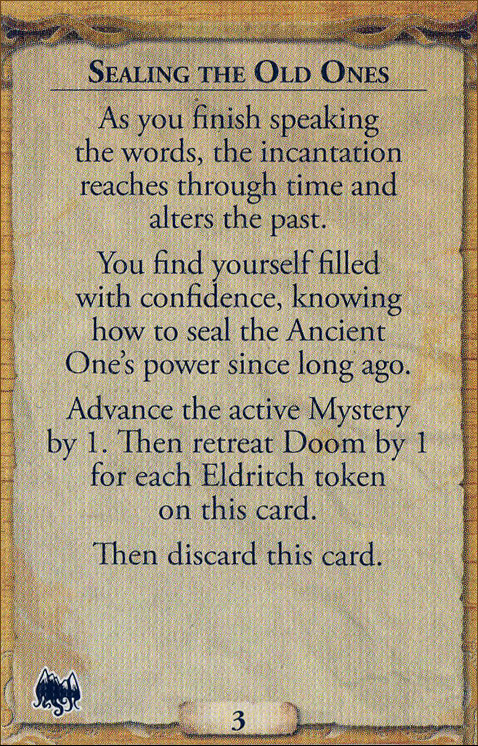 Sealing the Old Ones
As you finish speaking
the words, the incantation
reaches through time and
alters the past.
You find yourself filled
with confidence, knowing
how to seal the Ancient
One's power since long ago.
Advance the active Mystery
by 1. Then retreat Doom by 1
for each Eldritch token
on this card.
Then discard this card.
3